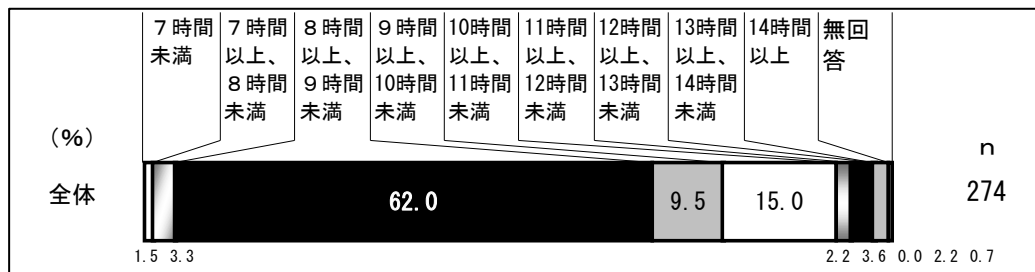 ７時間 ７時間 ８時間 ９時間 10時間 11時間 12時間 13時間 14時間 無回
未満 以上、 以上、 以上、 以上、 以上、 以上、 以上、 以上 答
８時間 ９時間 10時間 11時間 12時間 13時間 14時間
未満 未満 未満 未満 未満 未満 未満
（％） ｎ
全体 62.0 9.5 15.0 274
1.5 3.3 2.2 3.6 0.0 2.2 0.7